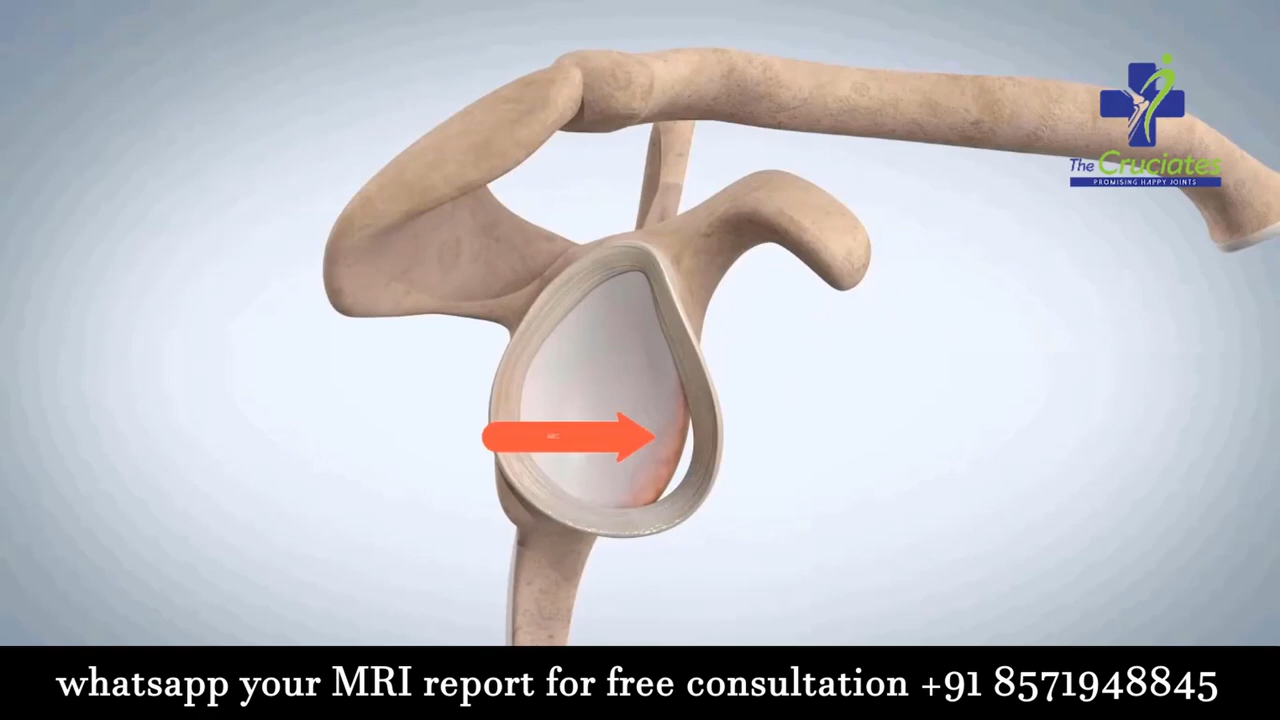 The Cruciates
PROMISING HAPPY JOINTS
whatsapp your MRI report for free consultation +91 8571948845